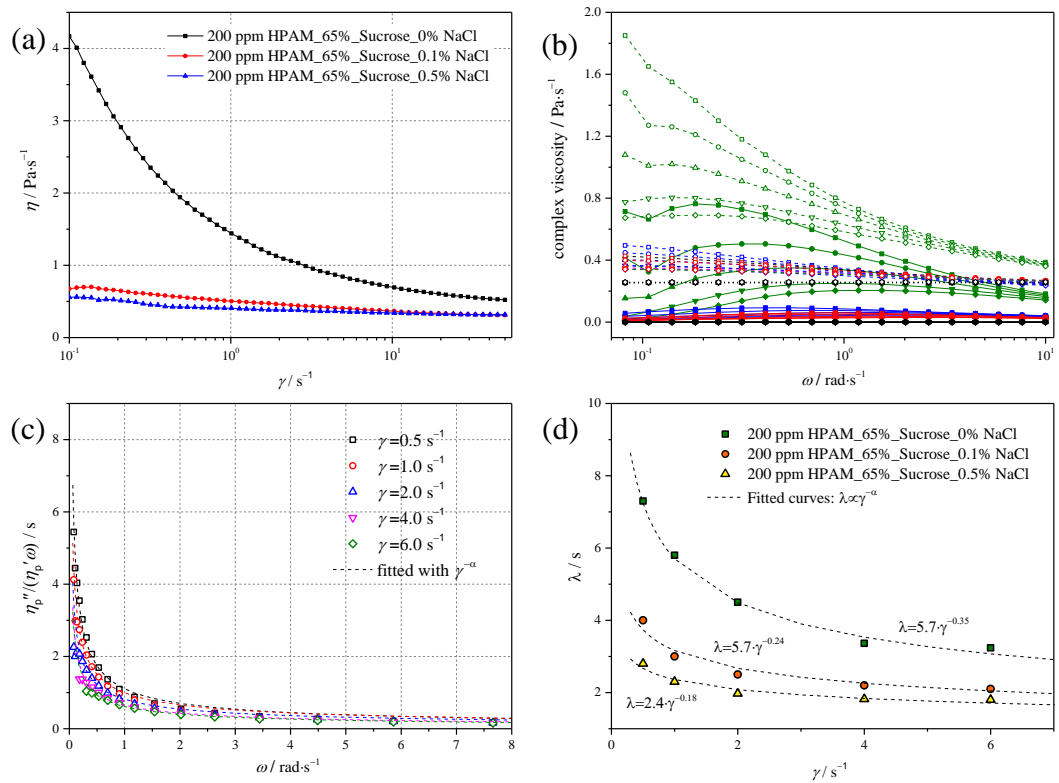 (a)
200 ppm HPAM_65%_Sucrose_0% NaCl
200 ppm HPAM_65%_Sucrose_0.1% NaCl
200 ppm HPAM_65%_Sucrose_0.5% NaCl
η / Pa·s⁻¹
4
3
2
1
0
10⁻¹
10⁰
10¹
γ / s⁻¹
(b)
complex viscosity / Pa·s⁻¹
2.0
1.6
1.2
0.8
0.4
0.0
10⁻¹
10⁰
10¹
ω / rad·s⁻¹
(c)
γ=0.5 s⁻¹
γ=1.0 s⁻¹
γ=2.0 s⁻¹
γ=4.0 s⁻¹
γ=6.0 s⁻¹
fitted with γ⁻ᵅ
ηₚ''/(ηₚ'ω) / s
8
6
4
2
0
0 1 2 3 4 5 6 7 8
ω / rad·s⁻¹
(d)
200 ppm HPAM_65%_Sucrose_0% NaCl
200 ppm HPAM_65%_Sucrose_0.1% NaCl
200 ppm HPAM_65%_Sucrose_0.5% NaCl
Fitted curves: λ∝γ⁻ᵅ
λ / s
10
8
6
4
2
λ=5.7·γ⁻⁰·³⁵
λ=5.7·γ⁻⁰·²⁴
λ=2.4·γ⁻⁰·¹⁸
0 2 4 6
γ / s⁻¹